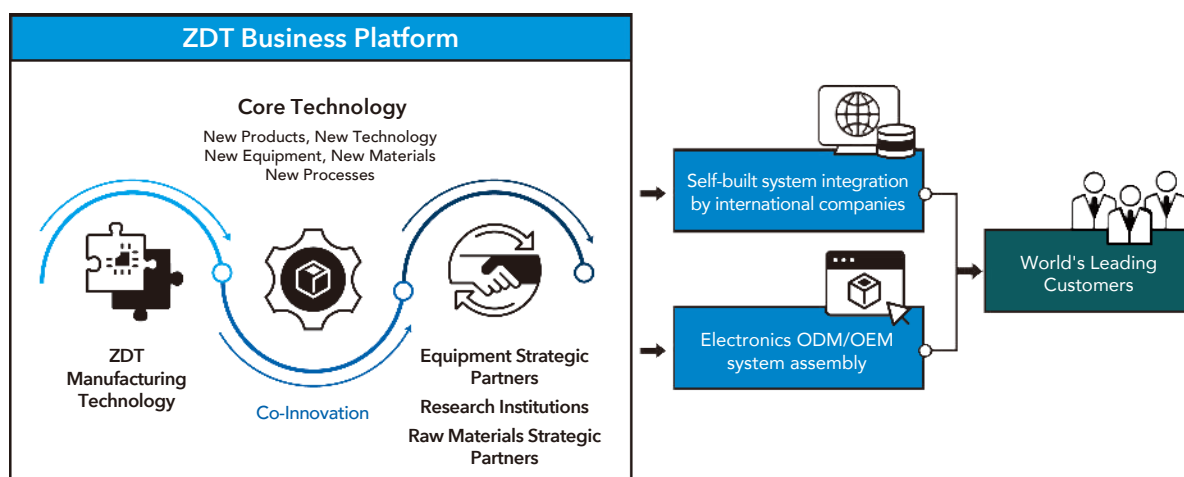 ZDT Business Platform
Core Technology
New Products, New Technology
New Equipment, New Materials
New Processes
ZDT
Manufacturing
Technology
Co-Innovation
Equipment Strategic
Partners
Research Institutions
Raw Materials Strategic
Partners
Self-built system integration
by international companies
Electronics ODM/OEM
system assembly
World's Leading
Customers